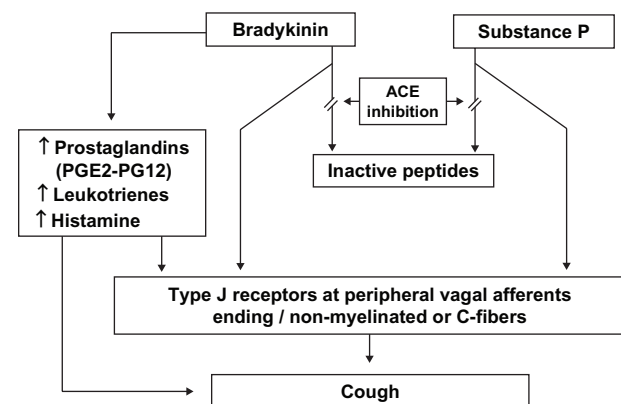 Bradykinin
Substance P
ACE
inhibition
↑ Prostaglandins
(PGE2-PG12)
↑ Leukotrienes
↑ Histamine
Inactive peptides
Type J receptors at peripheral vagal afferents
ending / non-myelinated or C-fibers
Cough